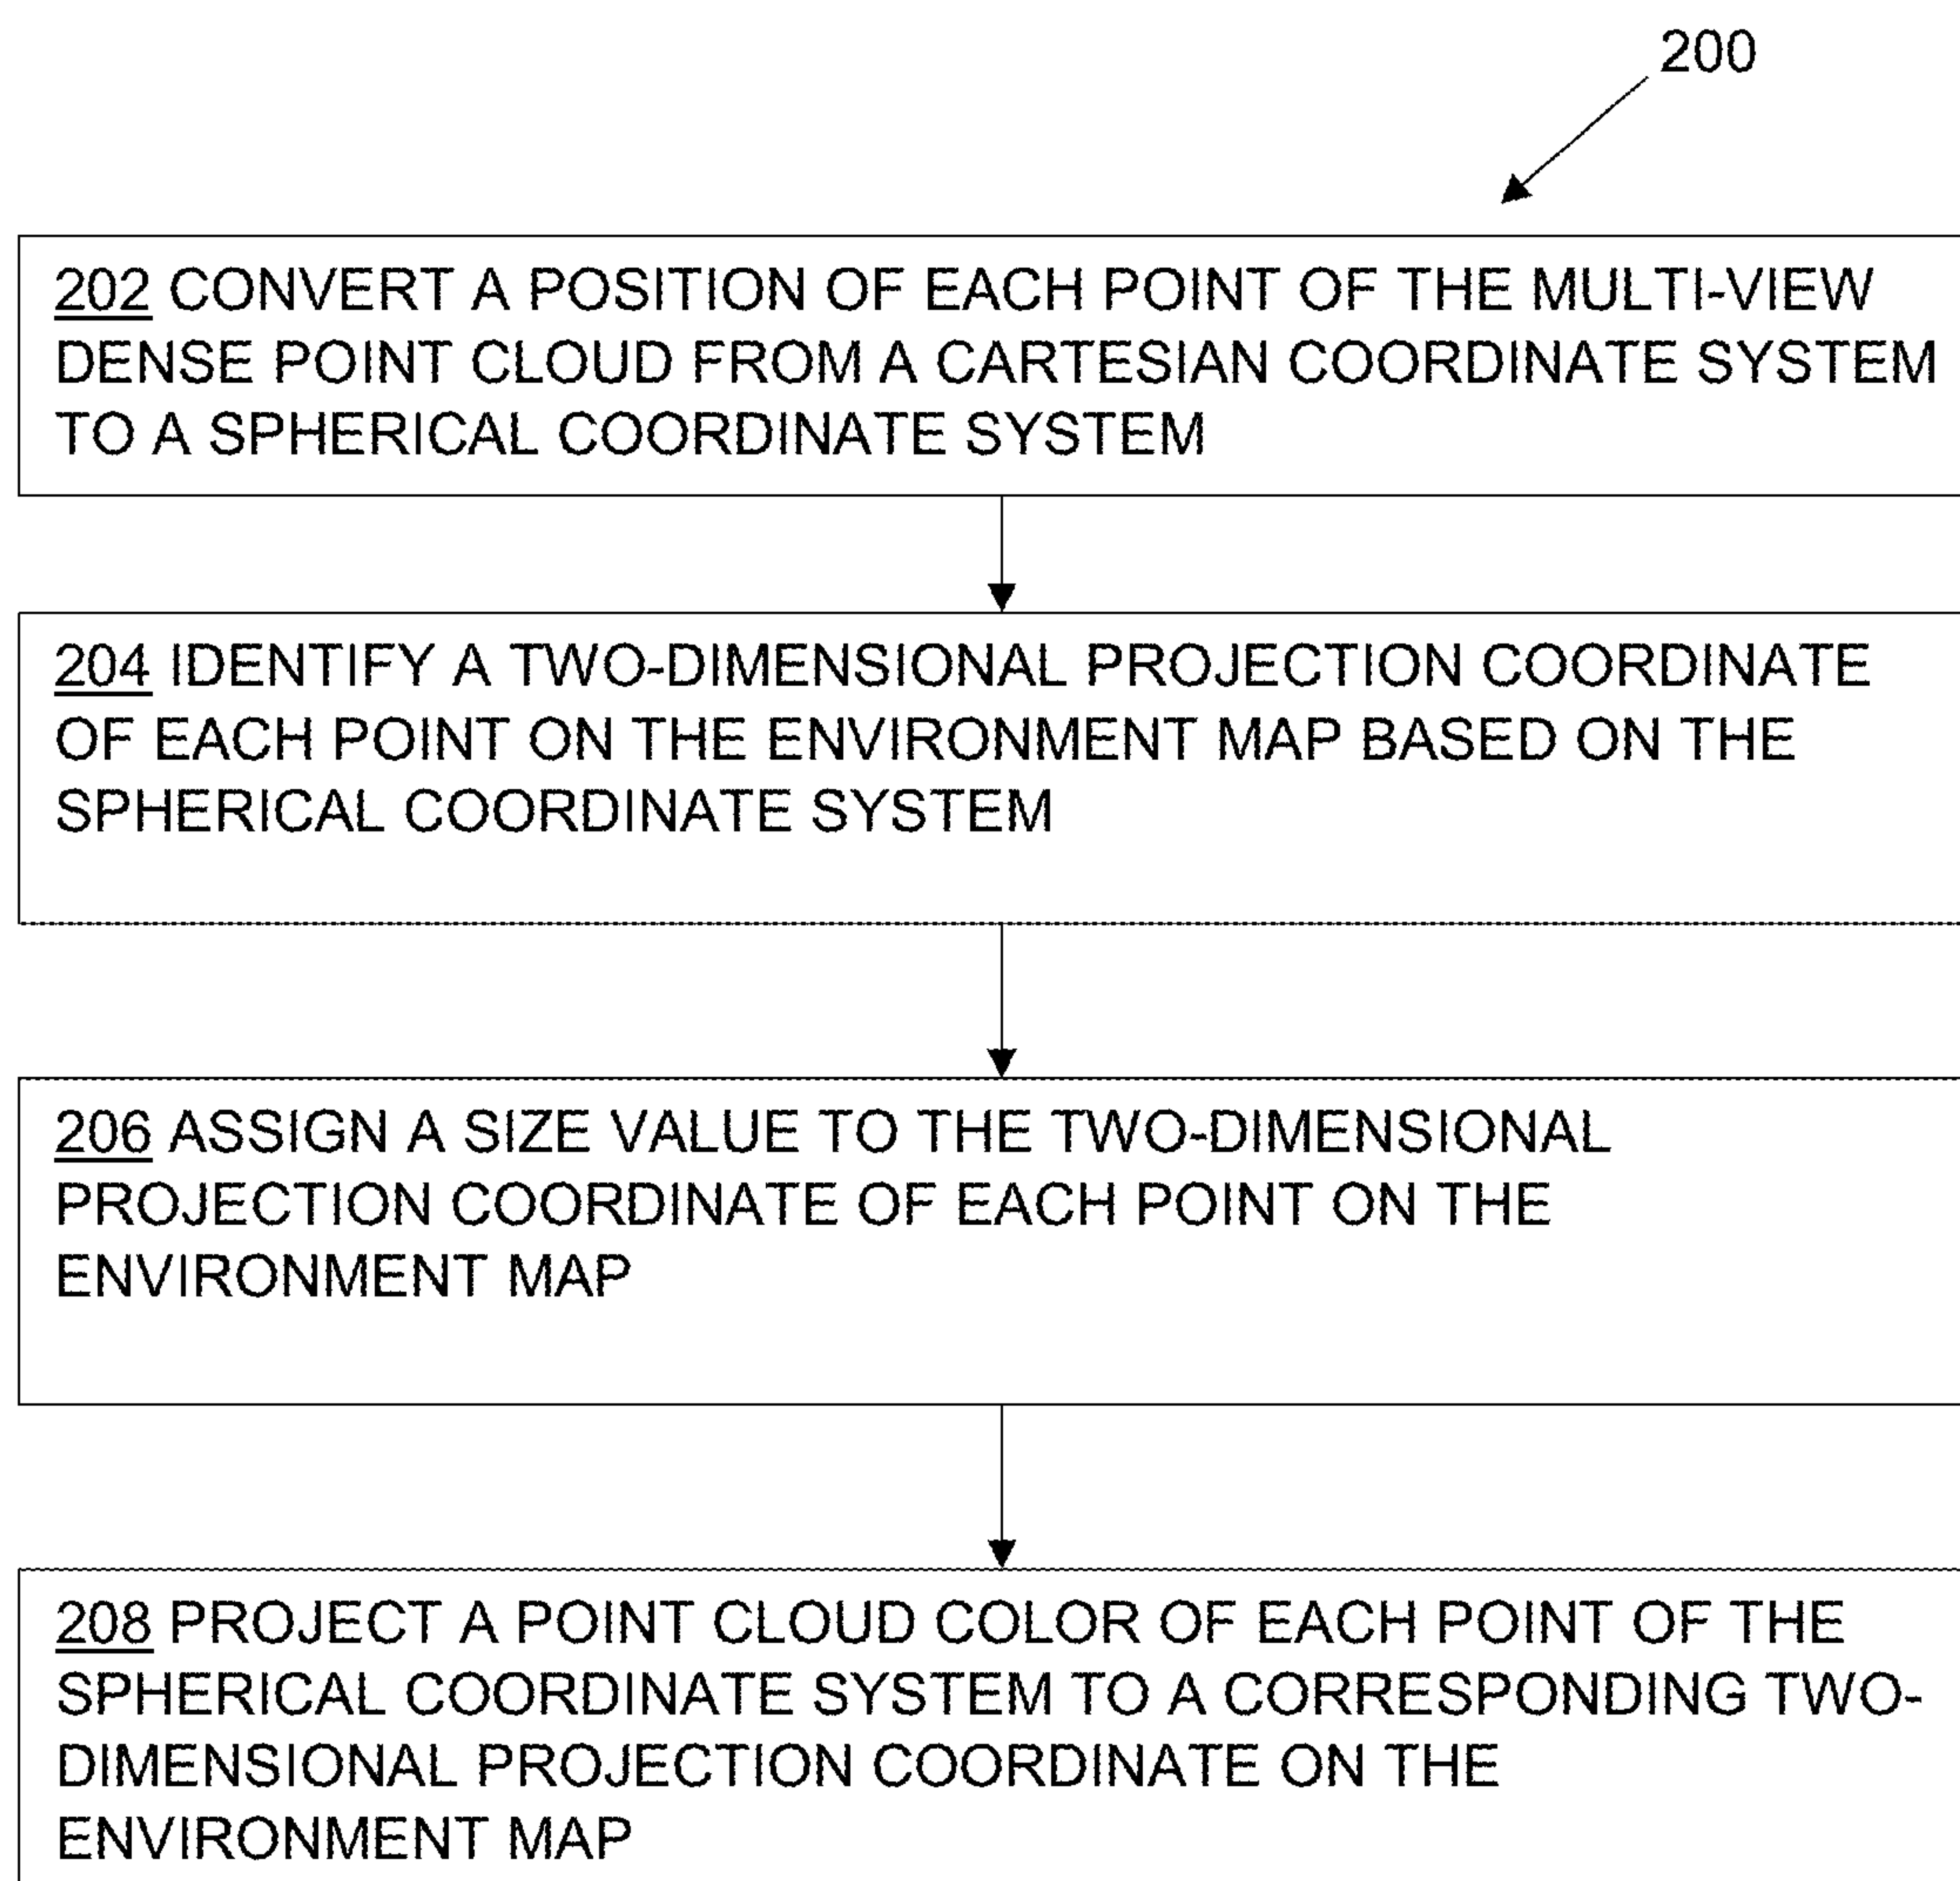 200
202 CONVERT A POSITION OF EACH POINT OF THE MULTI-VIEW
DENSE POINT CLOUD FROM A CARTESIAN COORDINATE SYSTEM
TO A SPHERICAL COORDINATE SYSTEM
204 IDENTIFY A TWO-DIMENSIONAL PROJECTION COORDINATE
OF EACH POINT ON THE ENVIRONMENT MAP BASED ON THE
SPHERICAL COORDINATE SYSTEM
206 ASSIGN A SIZE VALUE TO THE TWO-DIMENSIONAL
PROJECTION COORDINATE OF EACH POINT ON THE
ENVIRONMENT MAP
208 PROJECT A POINT CLOUD COLOR OF EACH POINT OF THE
SPHERICAL COORDINATE SYSTEM TO A CORRESPONDING TWO-
DIMENSIONAL PROJECTION COORDINATE ON THE
ENVIRONMENT MAP